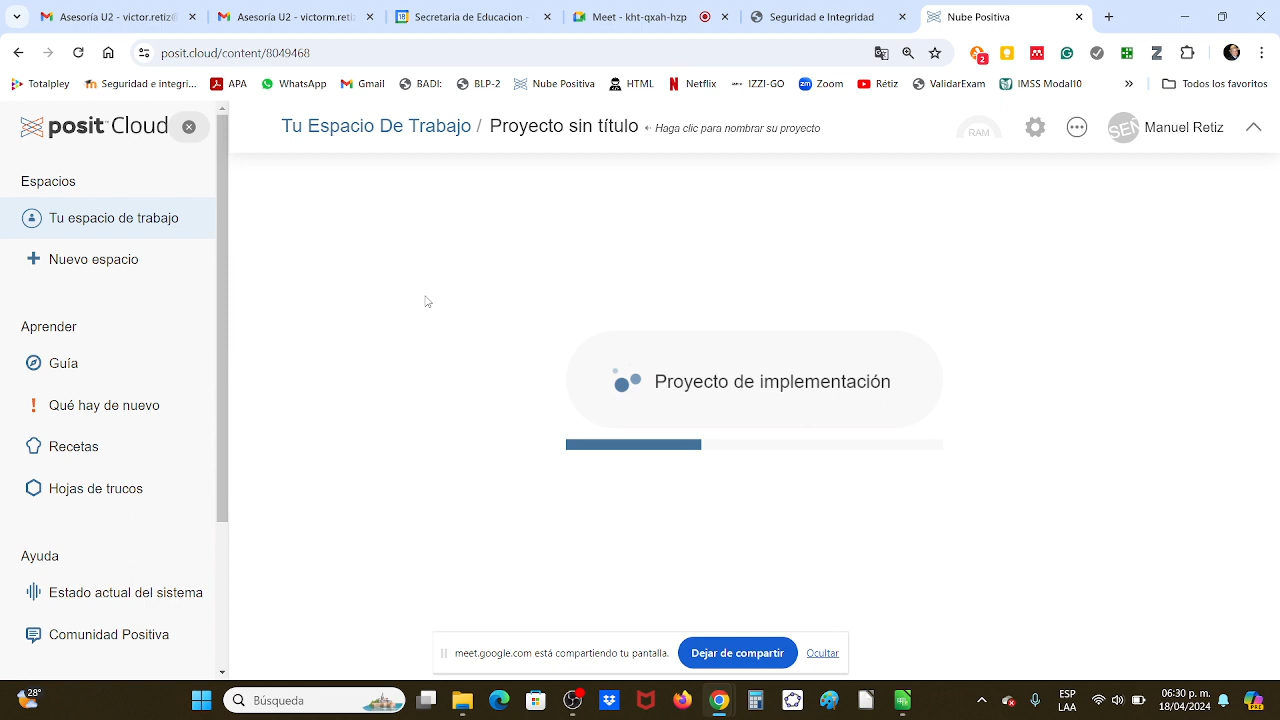 Asesoría U2 - victor.retiz@
Asesoría U2 - victorm.retiz
Secretaria de Educacion -
Meet - kht-qxah-hzp
Seguridad e Integridad
Nube Positiva
posit.cloud/content/8049468
2
Totalpley
Seguridad e integri...
APA
WhatsApp
Gmail
BADI:
BLP-2
Nube Positiva
HTML
Netflix
IZZI-GO
Zoom
Rétiz
ValidarExam
IMSS Modal10
»
Todos los favoritos
posit Cloud
Tu Espacio De Trabajo / Proyecto sin título
Haga clic para nombrar su proyecto
RAM
SEÑ
Manuel Retiz
Espacios
Tu espacio de trabajo
Nuevo espacio
Aprender
Guía
Qué hay de nuevo
Recetas
Hojas de trucos
Ayuda
Estado actual del sistema
Comunidad Positiva
Proyecto de implementación
meet.google.com está compartiendo tu pantalla.
Dejar de compartir
Ocultar
28°
Búsqueda
ESP
LAA
06:30 p. m.
18/04/2024